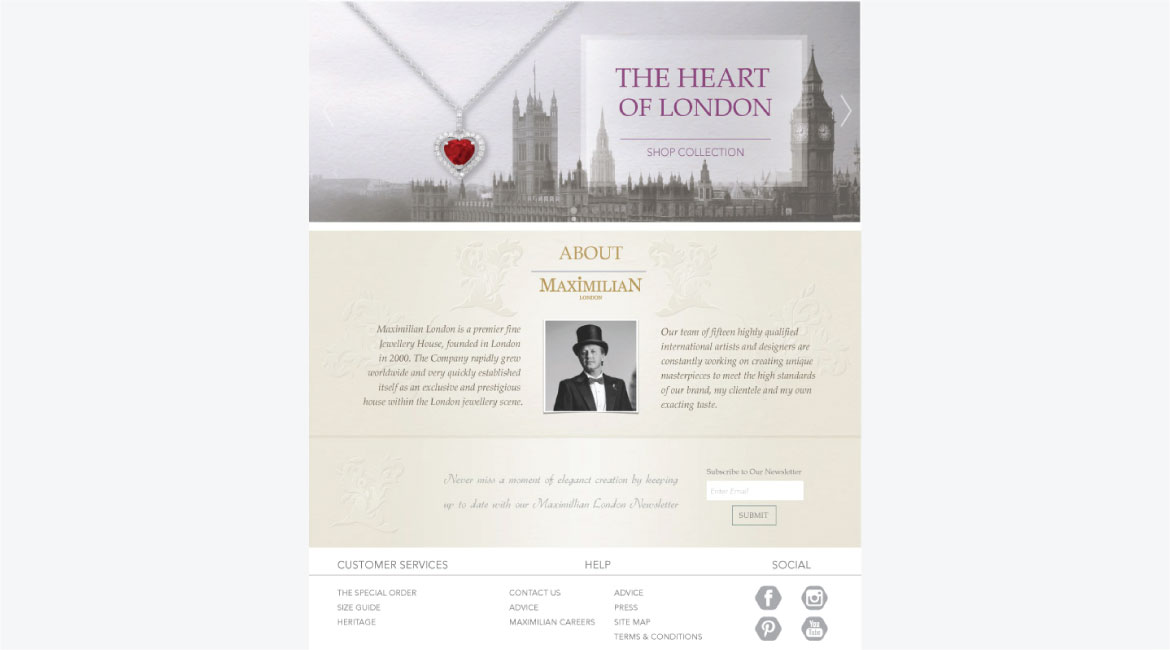 THE HEART
OF LONDON
SHOP COLLECTION
ABOUT
MAXIMILIAN
LONDON
Maximilian London is a premier fine
Jewellery House, founded in London
in 2000. The Company rapidly grew
worldwide and very quickly established
itself as an exclusive and prestigious
house within the London jewellery scene.
Our team of fifteen highly qualified
international artists and designers are
constantly working on creating unique
masterpieces to meet the high standards
of our brand, my clientele and my own
exacting taste.
Never miss a moment of elegant creation by keeping
up to date with our Maximillian London Newsletter
Subscribe to Our Newsletter
Enter Email
SUBMIT
CUSTOMER SERVICES
THE SPECIAL ORDER
SIZE GUIDE
HERITAGE
HELP
CONTACT US
ADVICE
MAXIMILIAN CAREERS
ADVICE
PRESS
SITE MAP
TERMS & CONDITIONS
SOCIAL
You
Tube